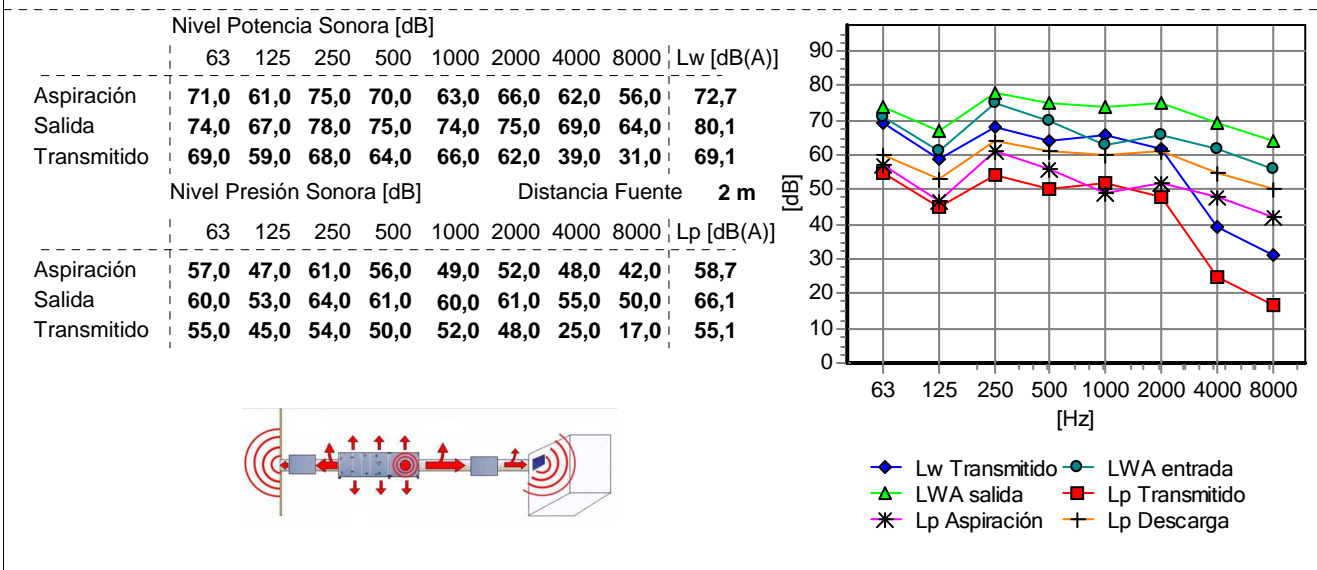 Nivel Potencia Sonora [dB]
63 125 250 500 1000 2000 4000 8000 Lw [dB(A)]
Aspiración 71,0 61,0 75,0 70,0 63,0 66,0 62,0 56,0 72,7
Salida 74,0 67,0 78,0 75,0 74,0 75,0 69,0 64,0 80,1
Transmitido 69,0 59,0 68,0 64,0 66,0 62,0 39,0 31,0 69,1
Nivel Presión Sonora [dB] Distancia Fuente 2 m
63 125 250 500 1000 2000 4000 8000 Lp [dB(A)]
Aspiración 57,0 47,0 61,0 56,0 49,0 52,0 48,0 42,0 58,7
Salida 60,0 53,0 64,0 61,0 60,0 61,0 55,0 50,0 66,1
Transmitido 55,0 45,0 54,0 50,0 52,0 48,0 25,0 17,0 55,1
90
80
70
60
50
40
30
20
10
0
[dB]
63 125 250 500 1000 2000 4000 8000
[Hz]
Lw Transmitido LWA entrada
LWA salida Lp Transmitido
Lp Aspiración Lp Descarga